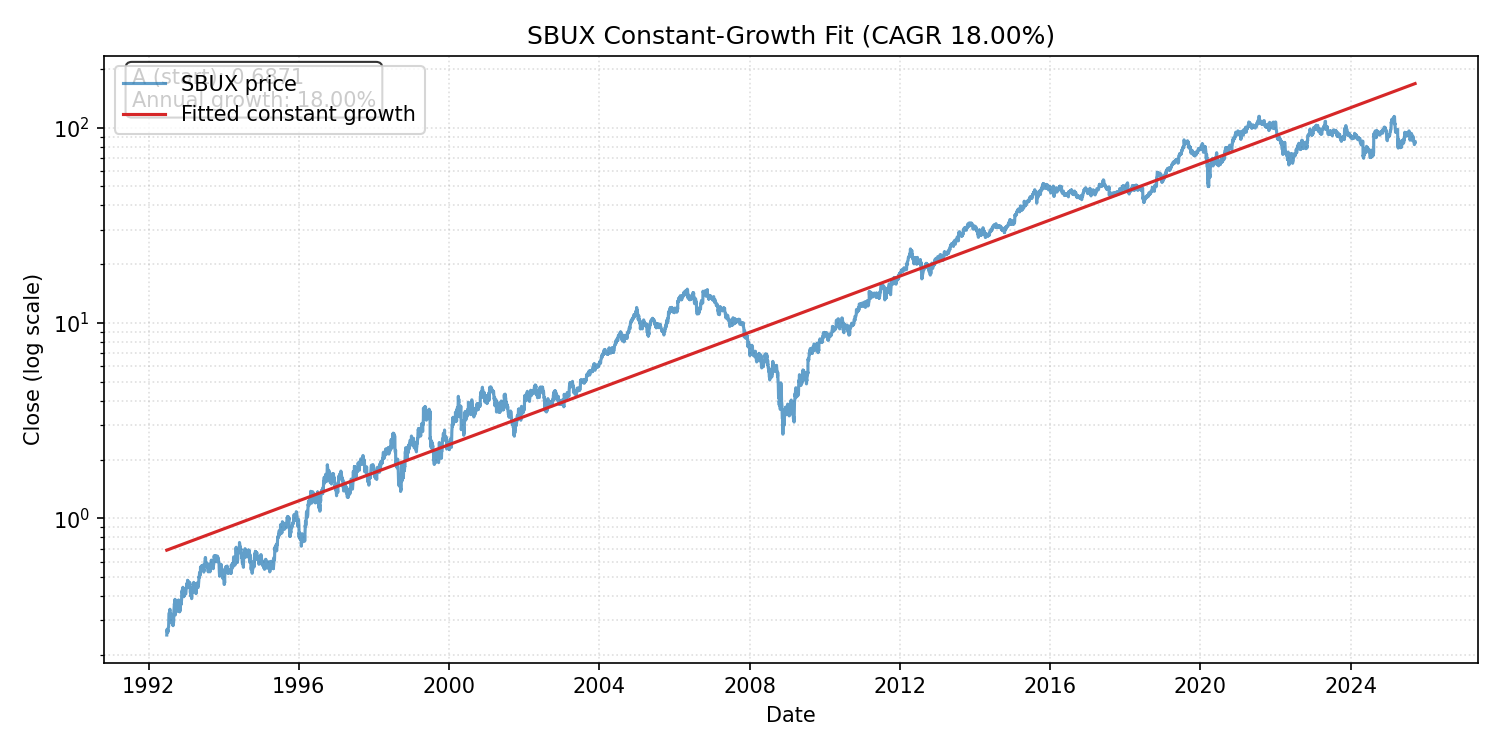 SBUX Constant-Growth Fit (CAGR 18.00%)
A (start): 0.6871
Annual growth: 18.00%
SBUX price
Fitted constant growth
Close (log scale)
10²
10¹
10⁰
1992 1996 2000 2004 2008 2012 2016 2020 2024
Date